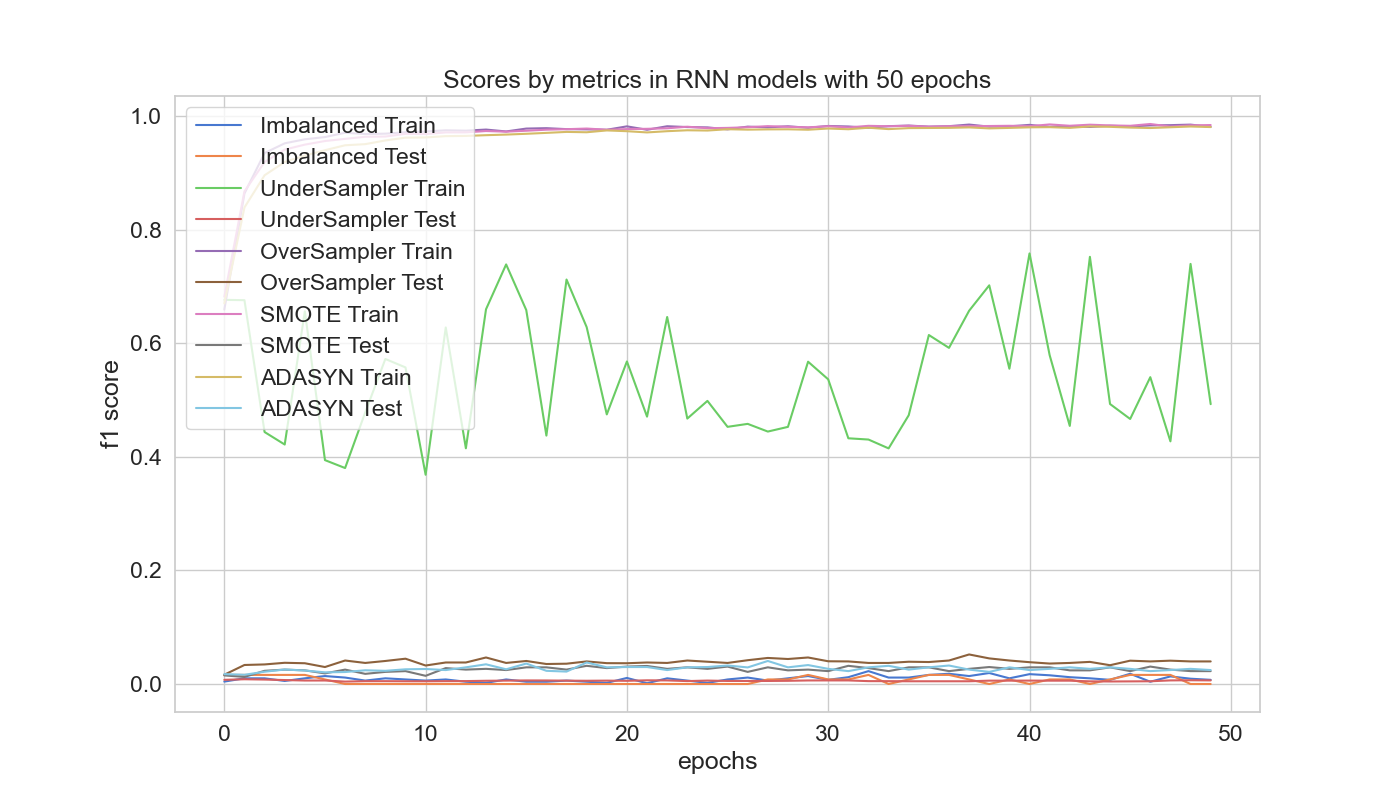 Scores by metrics in RNN models with 50 epochs
1.0
0.8
0.6
0.4
0.2
0.0
f1 score
Imbalanced Train
Imbalanced Test
UnderSampler Train
UnderSampler Test
OverSampler Train
OverSampler Test
SMOTE Train
SMOTE Test
ADASYN Train
ADASYN Test
0 10 20 30 40 50
epochs